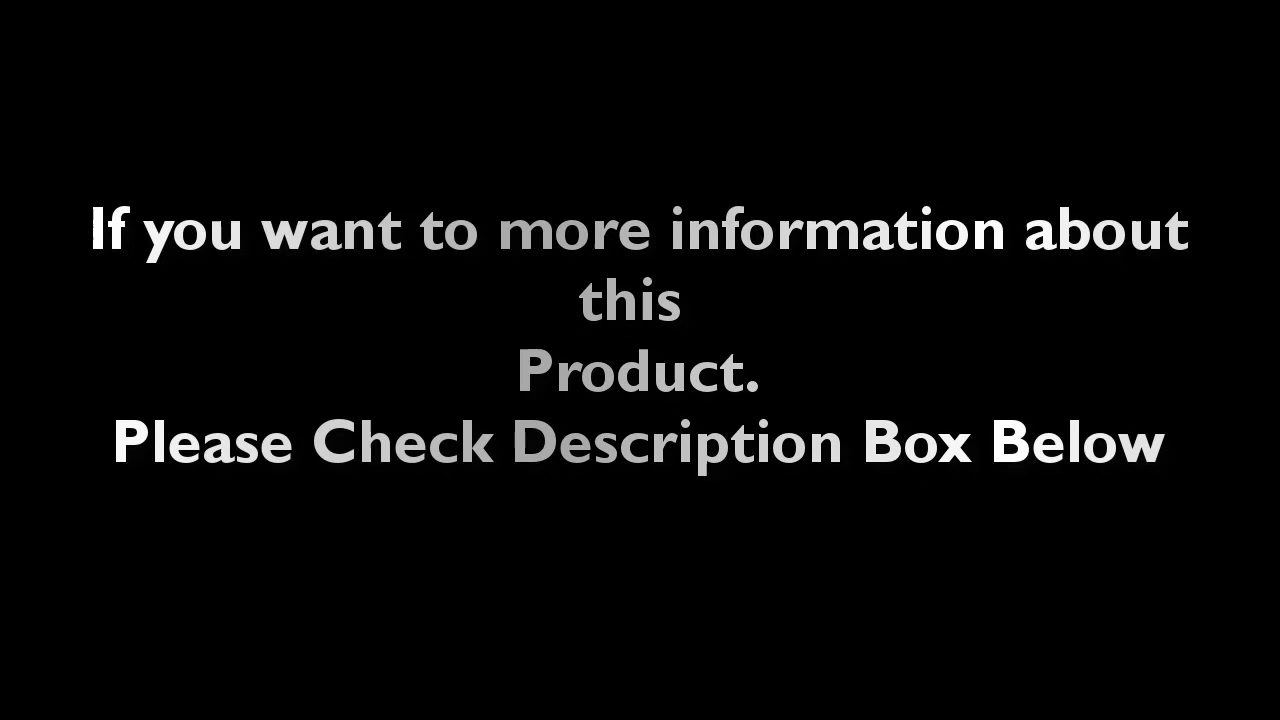 If you want to more information about
this
Product.
Please Check Description Box Below